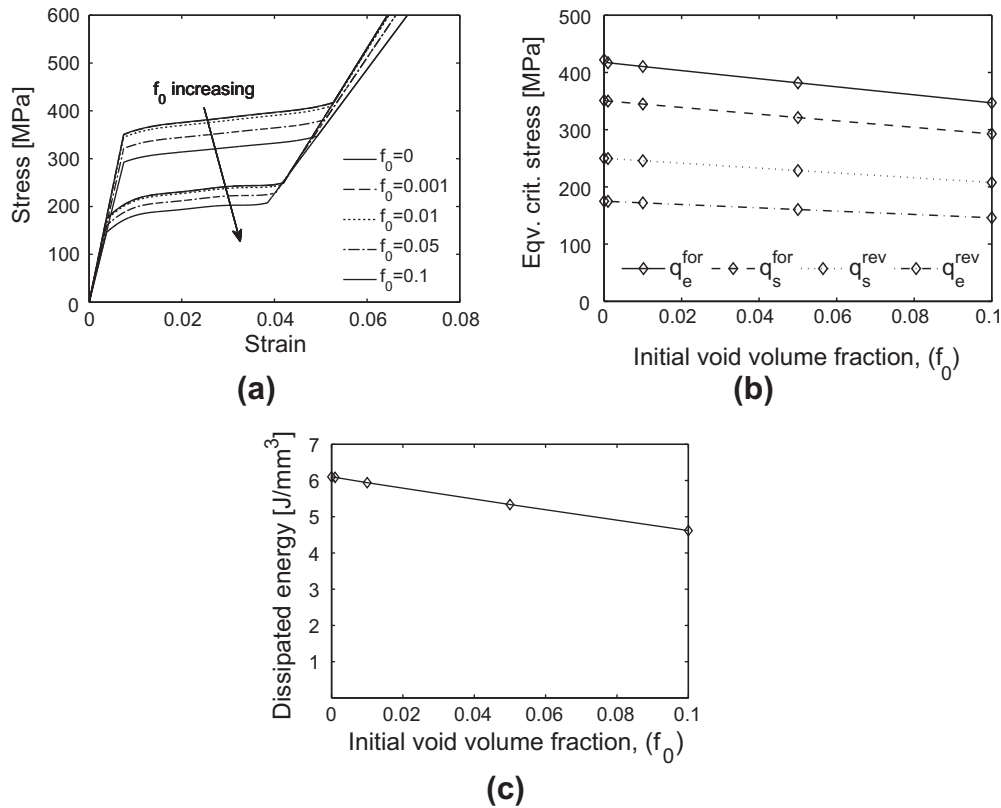 600
500
400
300
200
100
0
Stress [MPa]
f₀ increasing
f₀=0
f₀=0.001
f₀=0.01
f₀=0.05
f₀=0.1
0 0.02 0.04 0.06 0.08
Strain
(a)
500
400
300
200
100
0
Eqv. crit. stress [MPa]
q_e^for q_s^for q_s^rev q_e^rev
0 0.02 0.04 0.06 0.08 0.1
Initial void volume fraction, (f₀)
(b)
7
6
5
4
3
2
1
Dissipated energy [J/mm³]
0 0.02 0.04 0.06 0.08 0.1
Initial void volume fraction, (f₀)
(c)